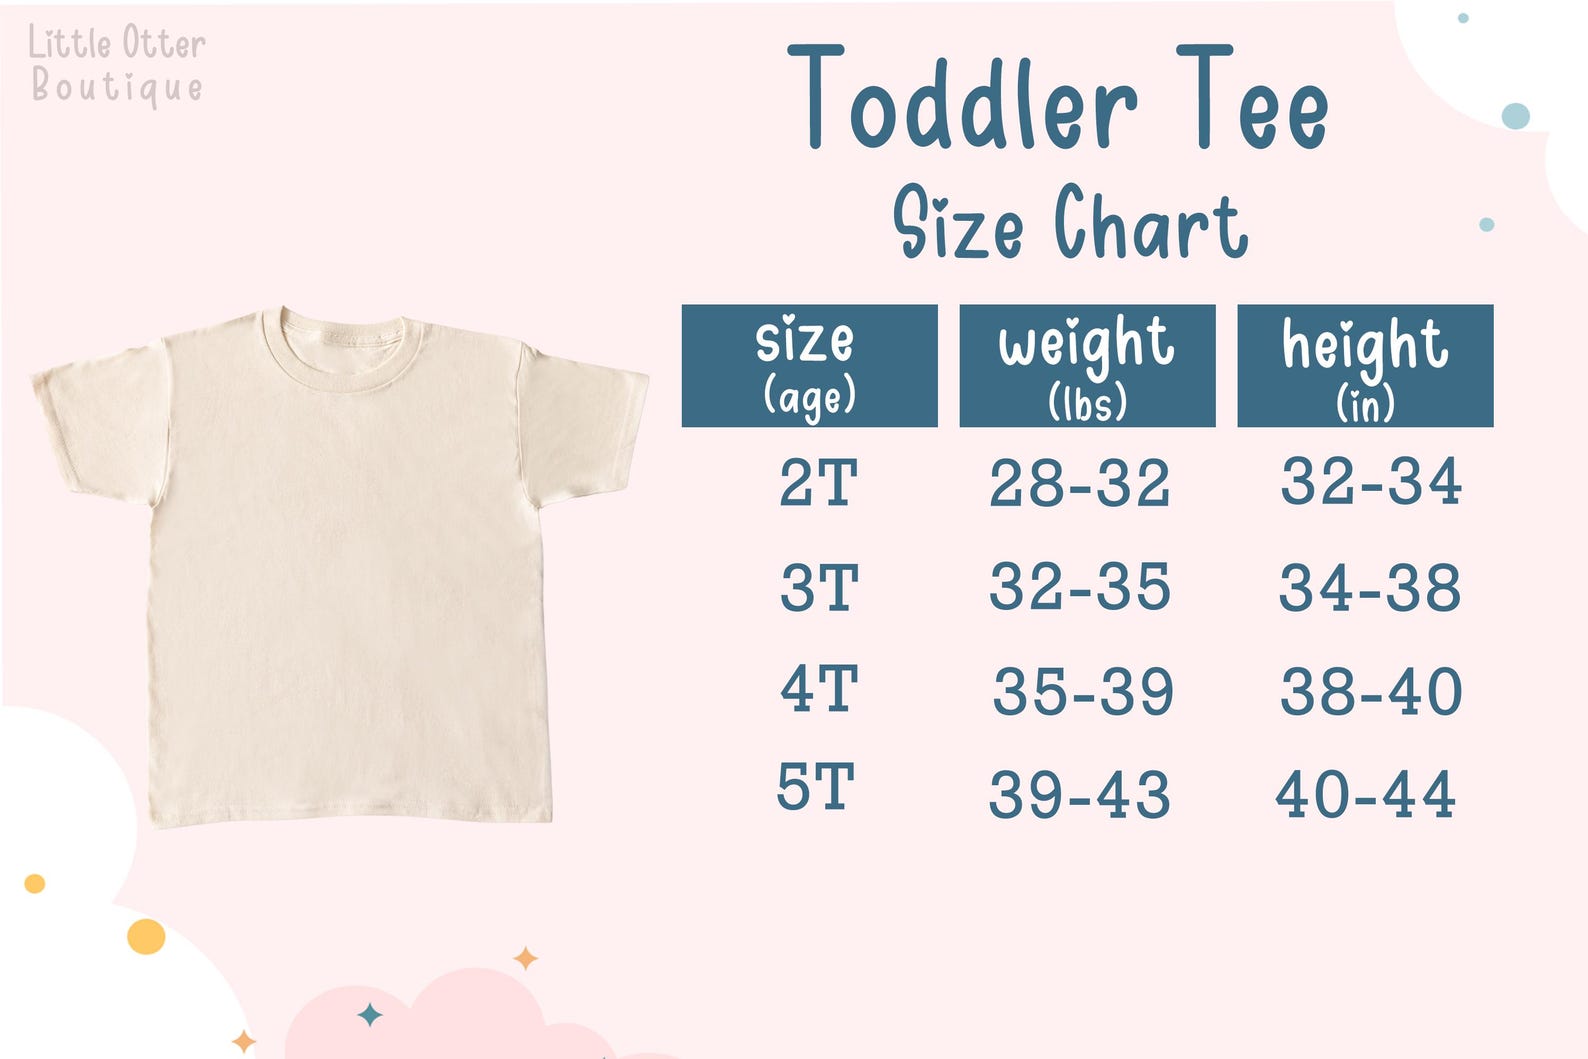 Little Otter
Boutique
Toddler Tee
Size Chart
size weight height
(age) (lbs) (in)
2T 28-32 32-34
3T 32-35 34-38
4T 35-39 38-40
5T 39-43 40-44